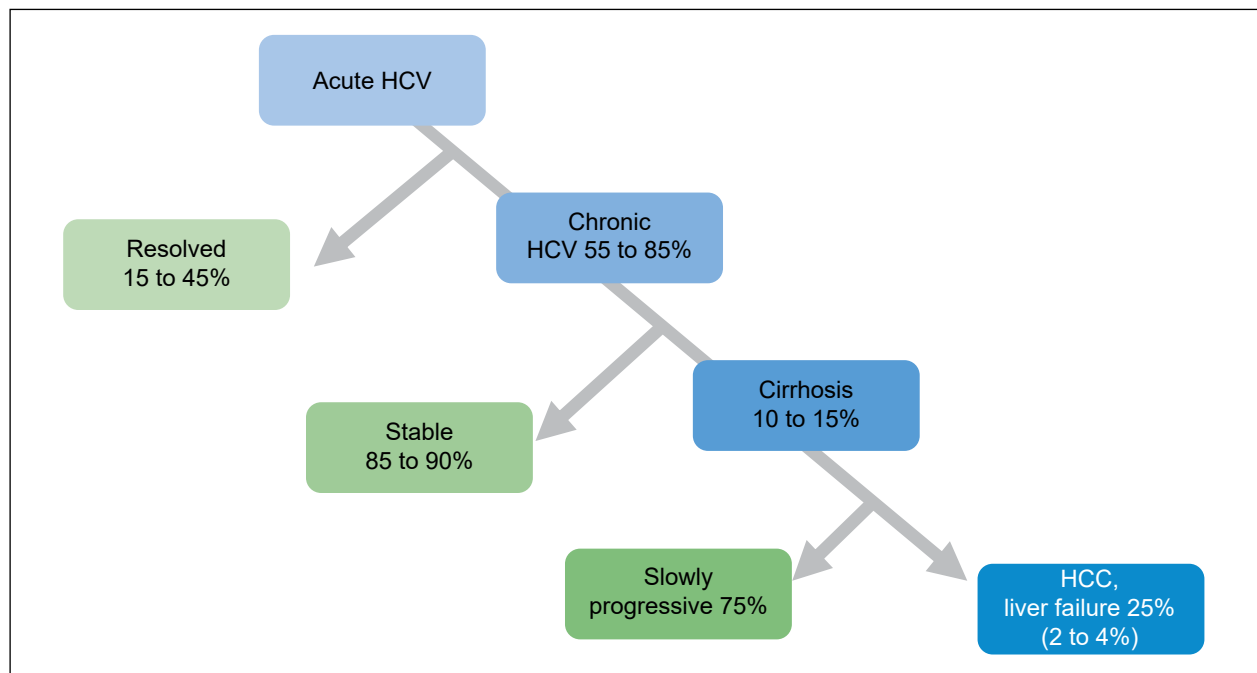 Acute HCV
Chronic
HCV 55 to 85%
Resolved
15 to 45%
Cirrhosis
10 to 15%
Stable
85 to 90%
Slowly
progressive 75%
HCC,
liver failure 25%
(2 to 4%)